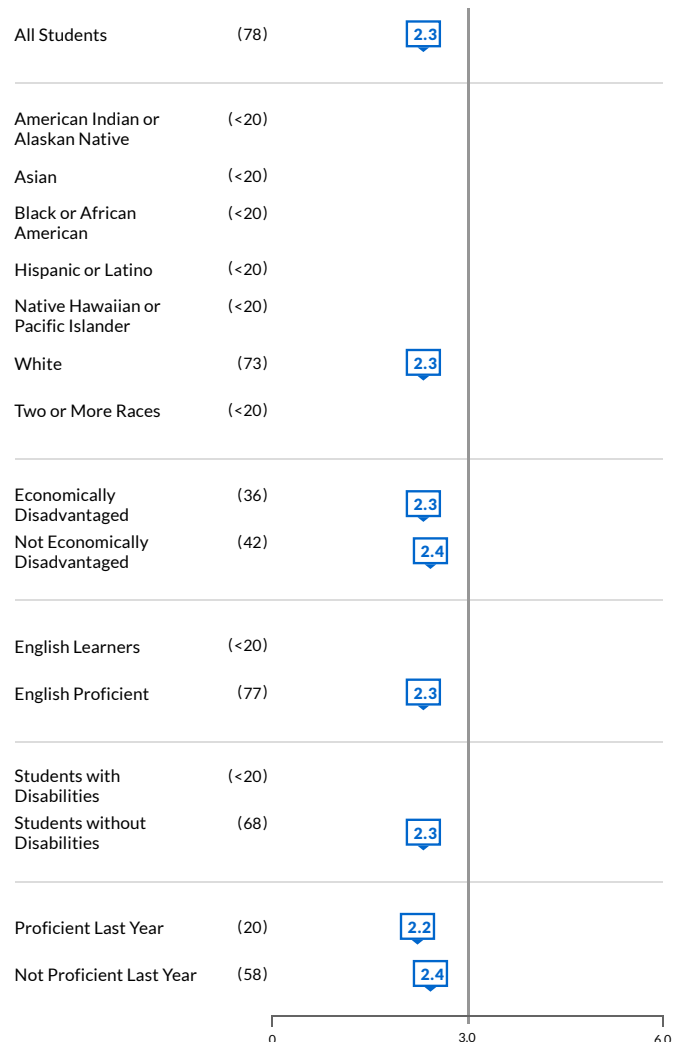 All Students (78) 2.3
American Indian or (<20)
Alaskan Native
Asian (<20)
Black or African (<20)
American
Hispanic or Latino (<20)
Native Hawaiian or (<20)
Pacific Islander
White (73) 2.3
Two or More Races (<20)
Economically (36) 2.3
Disadvantaged
Not Economically (42) 2.4
Disadvantaged
English Learners (<20)
English Proficient (77) 2.3
Students with (<20)
Disabilities
Students without (68) 2.3
Disabilities
Proficient Last Year (20) 2.2
Not Proficient Last Year (58) 2.4
0 3.0 6.0